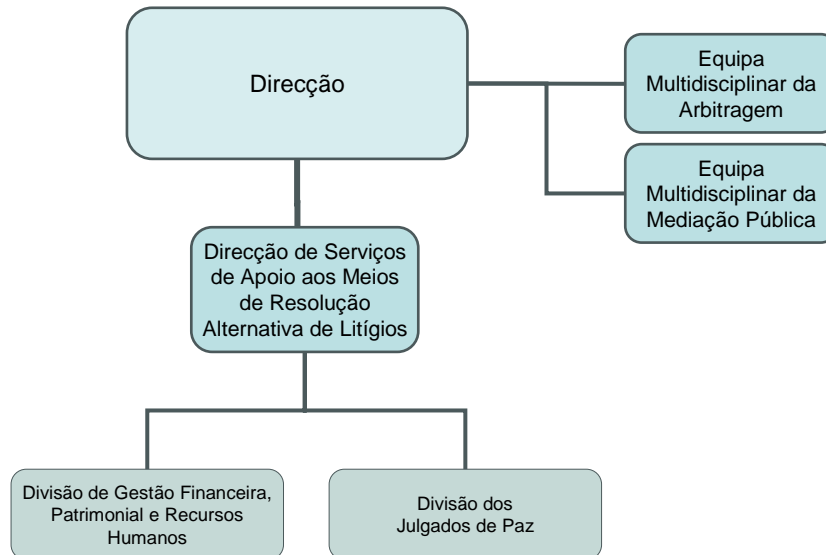 Direcção
Equipa
Multidisciplinar da
Arbitragem
Equipa
Multidisciplinar da
Mediação Pública
Direcção de Serviços
de Apoio aos Meios
de Resolução
Alternativa de Litígios
Divisão de Gestão Financeira,
Patrimonial e Recursos
Humanos
Divisão dos
Julgados de Paz